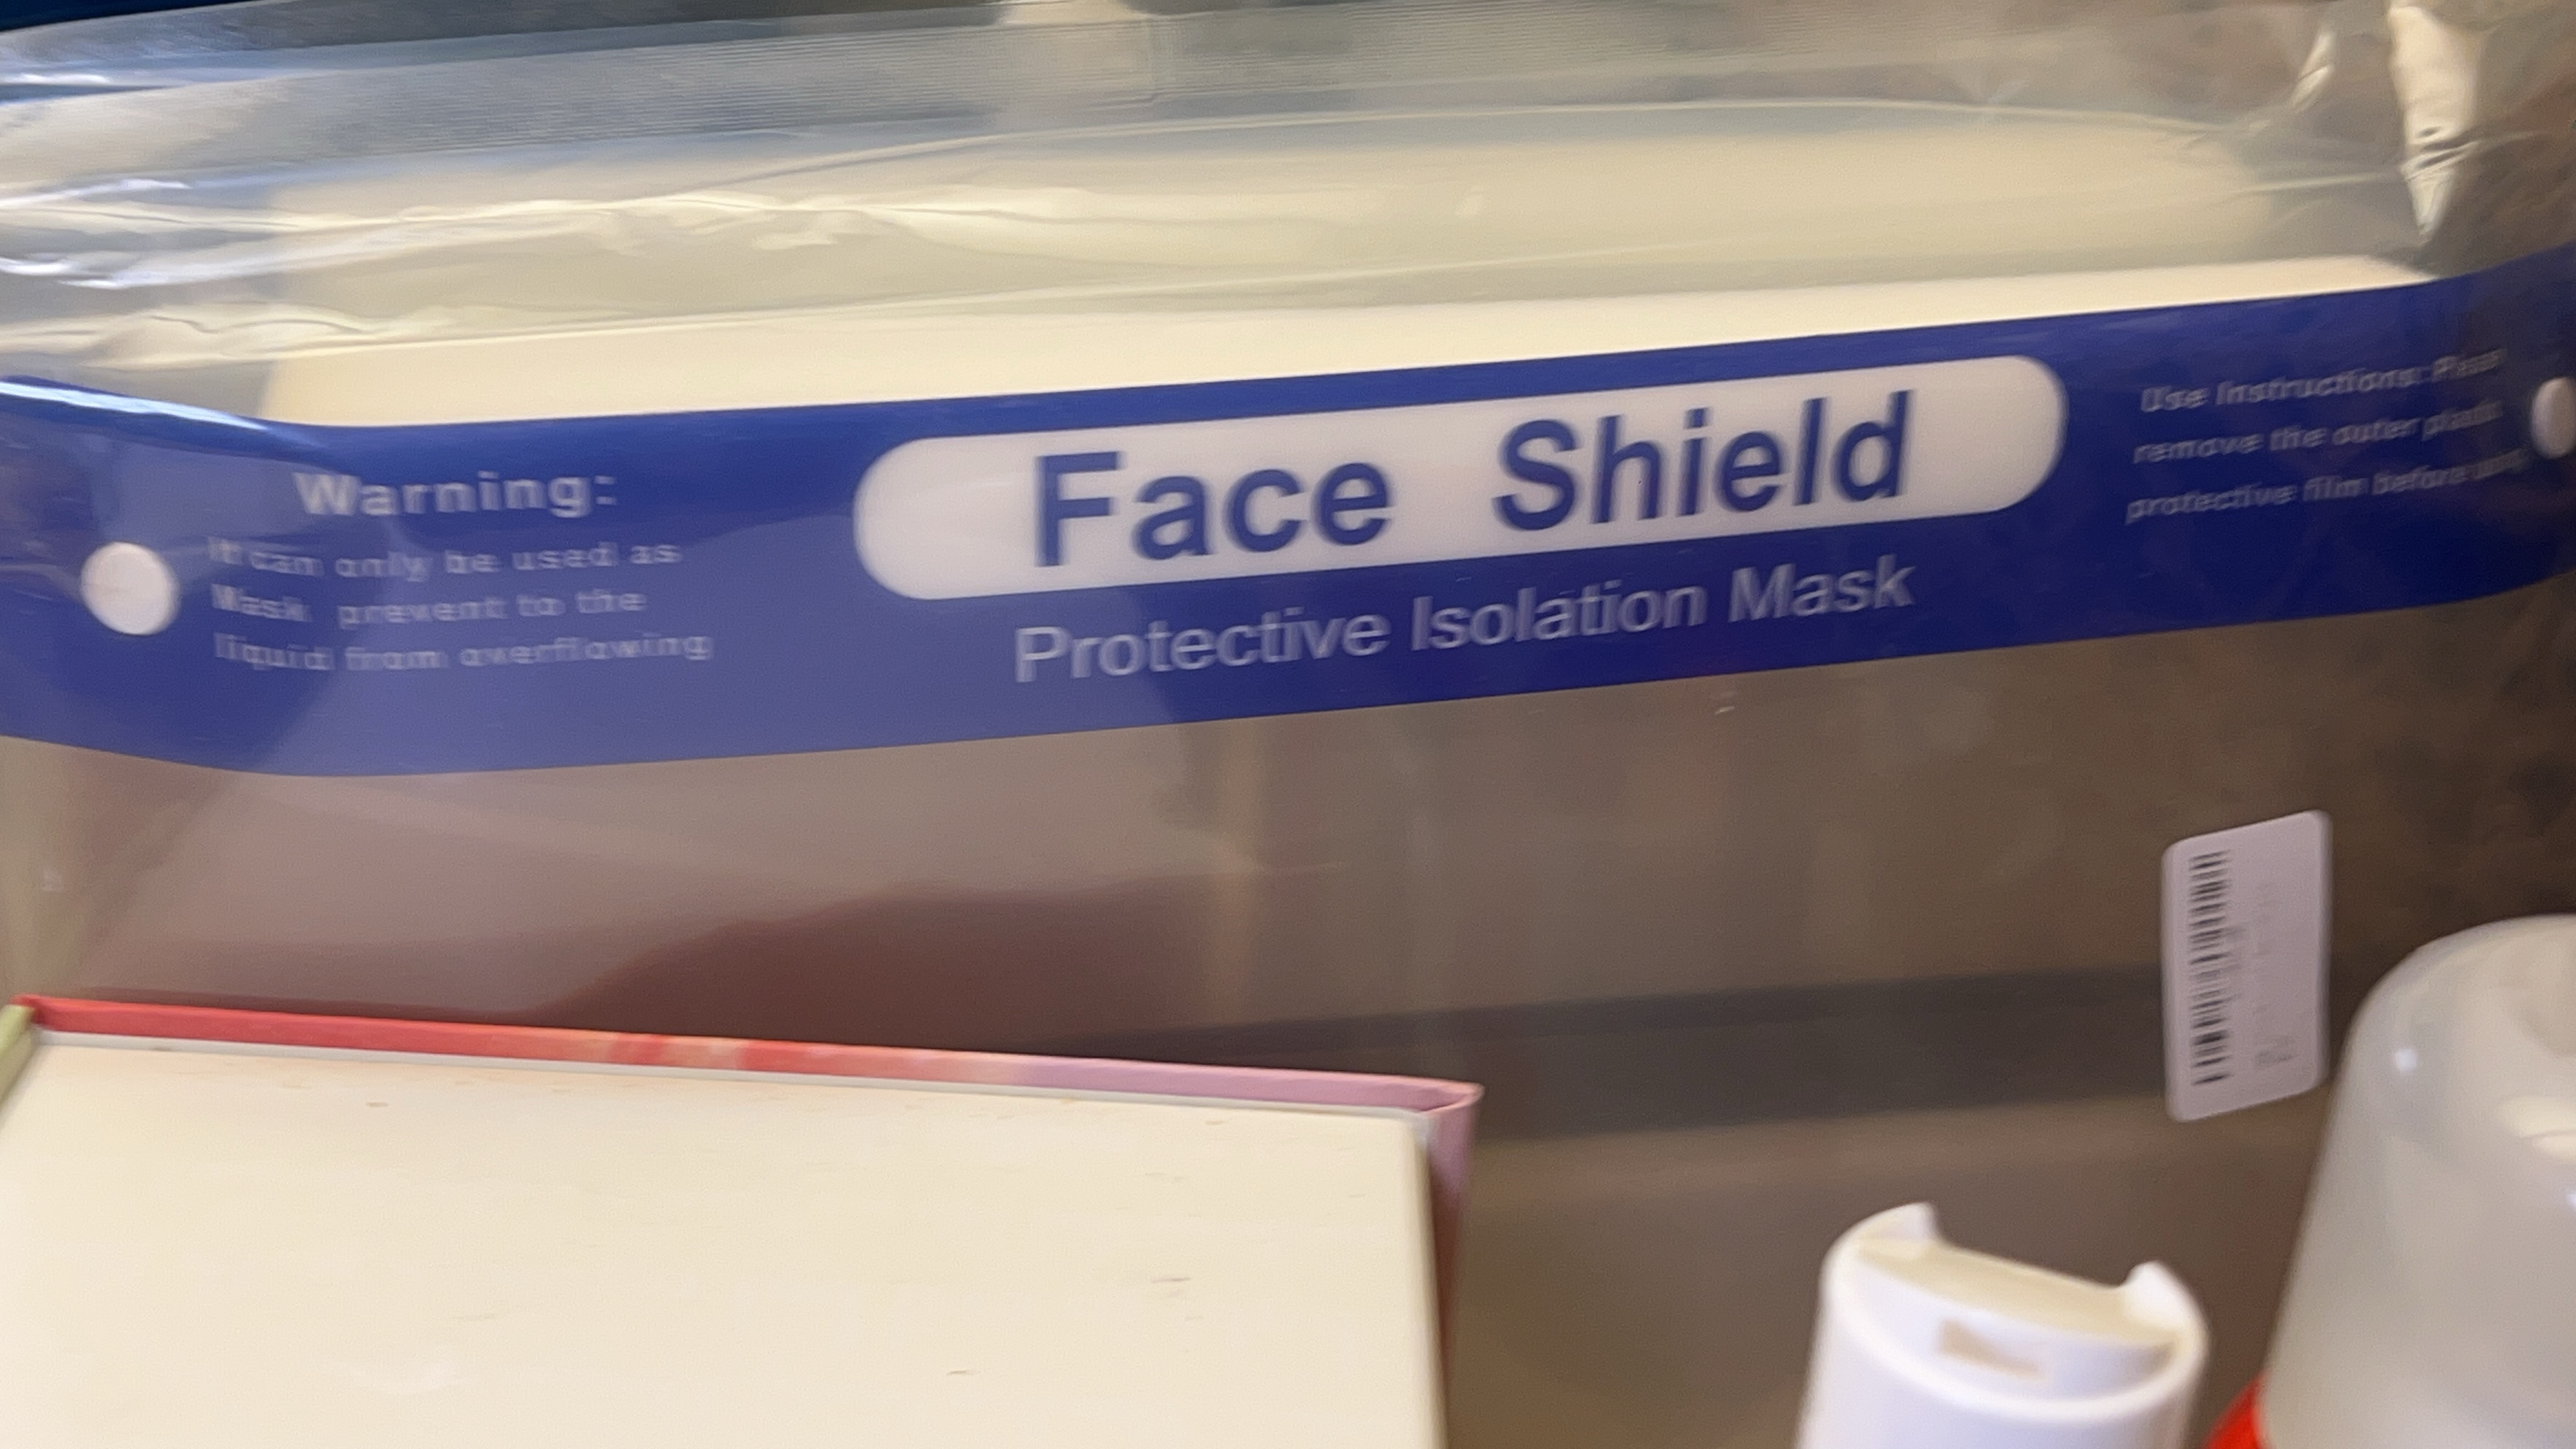 Warning:
It can only be used as
Mask prevent to the
liquid from overflowing
Face Shield
Protective Isolation Mask
Use Instructions:
remove the outer plastic
protective film before